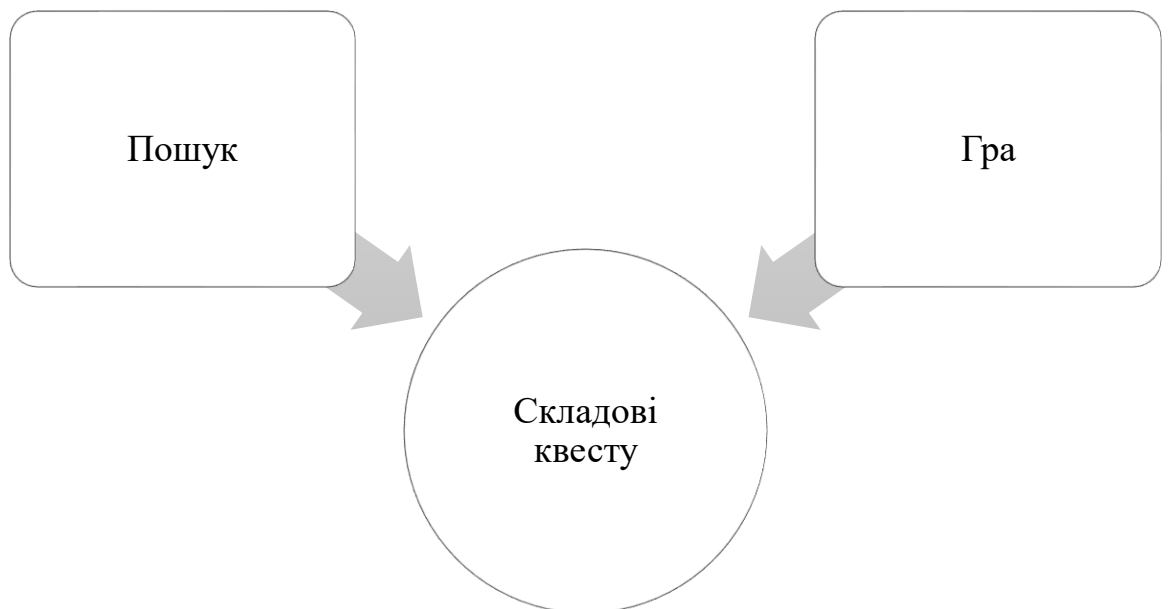 Пошук
Гра
Складові
квесту